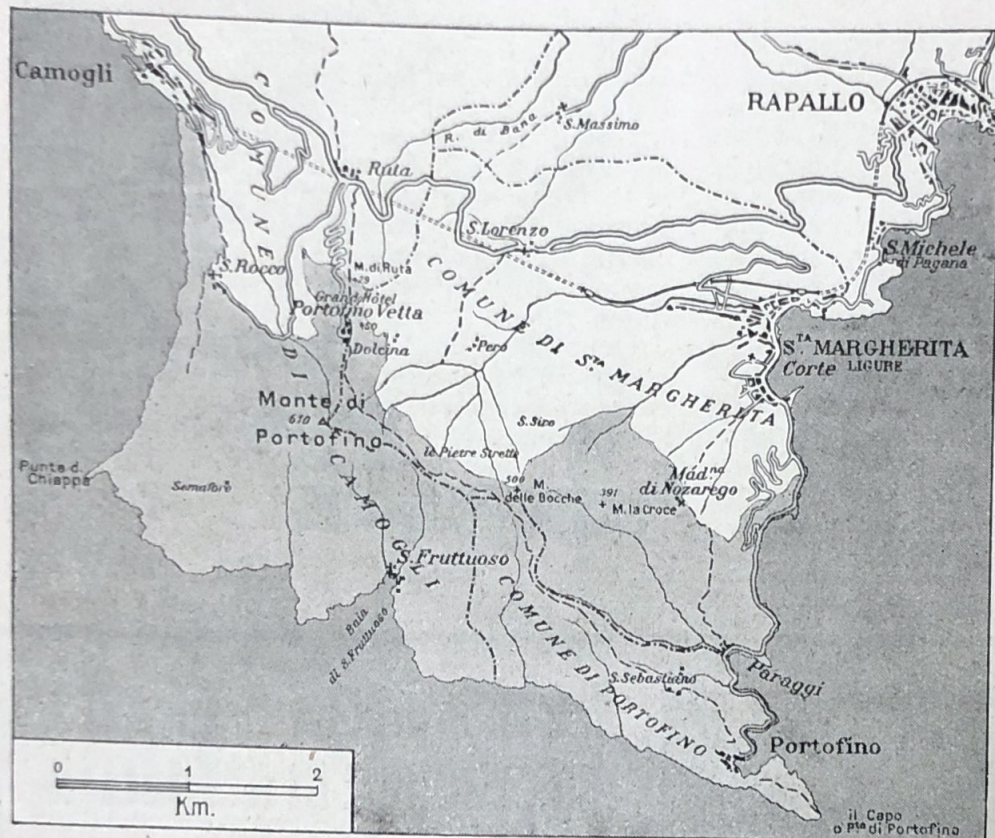 Camogli
RAPALLO
COMUNE
R. di Bana
S.Massimo
Ruta
S.Lorenzo
S.Michele
di Pagana
S.Rocco
M.di Ruta
Grand Hôtel
Portofino Vetta
450
Dolcina
COMUNE DI STA MARGHERITA
Pero
S.TA MARGHERITA
LIGURE
Corte
DI CAMOGLI
Monte di
Portofino
610
S.Siro
le Pietre Strette
Punta d.
Chiappa
Semaforo
500
M.
delle Bocche
391
M. la Croce
Mad.na
di Nozarego
S.Fruttuoso
Baia
di S.Fruttuoso
COMUNE DI PORTOFINO
Paraggi
S.Sebastiano
Portofino
0 1 2
Km.
il Capo
o pta di Portofino